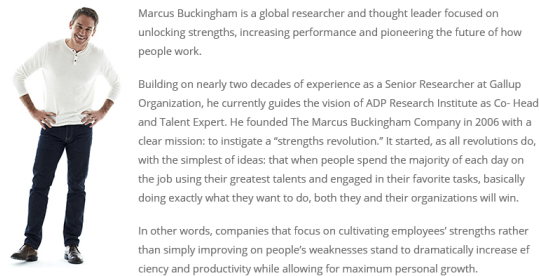 Marcus Buckingham is a global researcher and thought leader focused on
unlocking strengths, increasing performance and pioneering the future of how
people work.
Building on nearly two decades of experience as a Senior Researcher at Gallup
Organization, he currently guides the vision of ADP Research Institute as Co- Head
and Talent Expert. He founded The Marcus Buckingham Company in 2006 with a
clear mission: to instigate a “strengths revolution.” It started, as all revolutions do,
with the simplest of ideas: that when people spend the majority of each day on
the job using their greatest talents and engaged in their favorite tasks, basically
doing exactly what they want to do, both they and their organizations will win.
In other words, companies that focus on cultivating employees’ strengths rather
than simply improving on people’s weaknesses stand to dramatically increase ef
ciency and productivity while allowing for maximum personal growth.